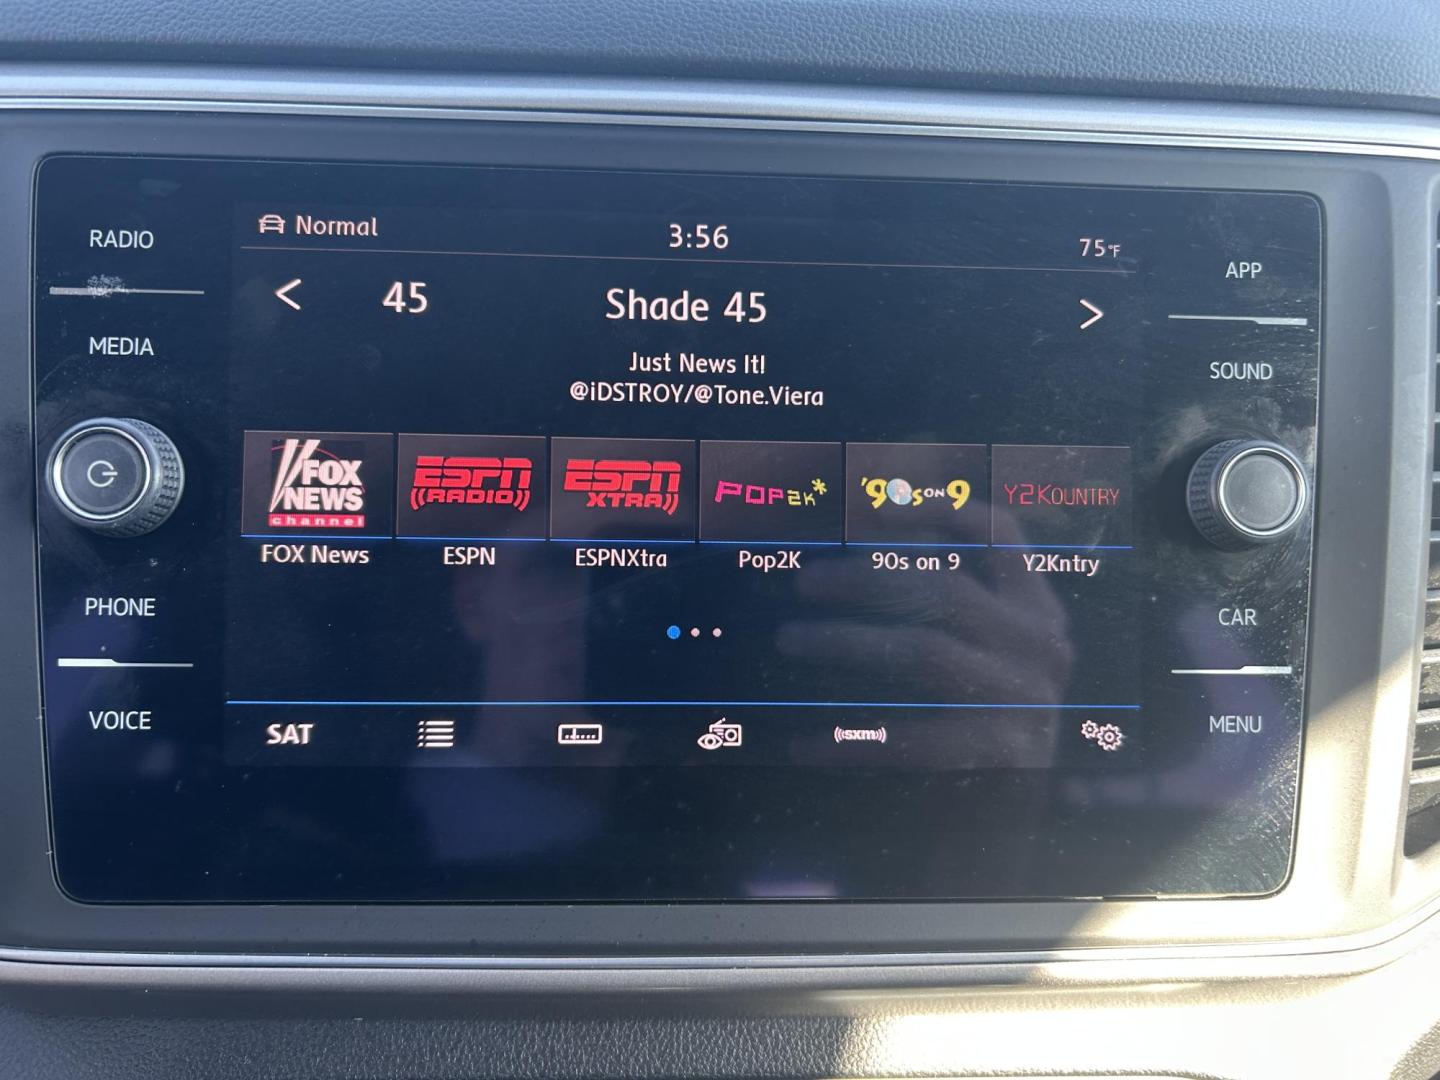 RADIO
MEDIA
PHONE
VOICE
Normal
3:56
75°F
< 45 Shade 45 >
Just News It!
@iDSTROY/@Tone.Viera
FOX
NEWS
channel
FOX News
ESPN
((RADIO))
ESPN
ESPN
XTRA))
ESPNXtra
POP2K*
Pop2K
'90s ON 9
90s on 9
Y2KOUNTRY
Y2Kntry
SAT
((sxm))
APP
SOUND
CAR
MENU